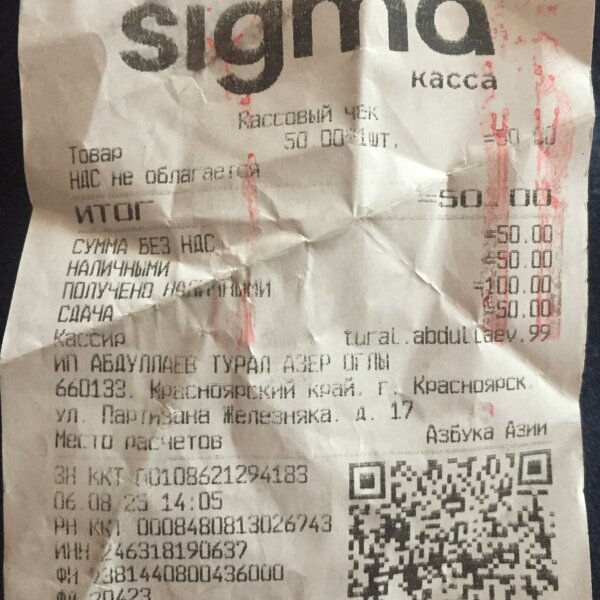 sigma
касса
Кассовый чек
Товар 50.00*1шт. =50.00
НДС не облагается
ИТОГ =50.00
СУММА БЕЗ НДС =50.00
НАЛИЧНЫМИ =50.00
ПОЛУЧЕНО НАЛИЧНЫМИ =100.00
СДАЧА =50.00
Кассир tural.abdullaev.99
ИП АБДУЛЛАЕВ ТУРАЛ АЗЕР ОГЛЫ
660133, Красноярский край, г. Красноярск,
ул. Партизана Железняка, д. 17
Место расчетов Азбука Азии
ЗН ККТ 00108621294183
06.08.25 14:05
РН ККТ 0008480813026743
ИНН 246318190637
ФН